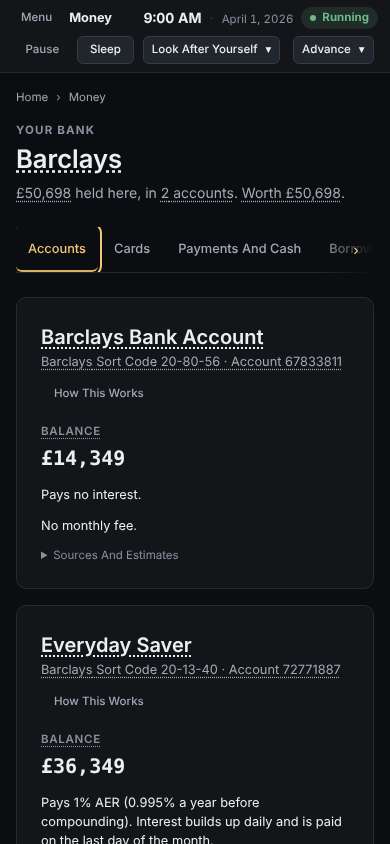 Menu Money 9:00 AM · April 1, 2026 Running
Pause Sleep Look After Yourself ▾ Advance ▾
Home › Money
YOUR BANK
Barclays
£50,698 held here, in 2 accounts. Worth £50,698.
Accounts Cards Payments And Cash Borrow ›
Barclays Bank Account
Barclays Sort Code 20-80-56 · Account 67833811
How This Works
BALANCE
£14,349
Pays no interest.
No monthly fee.
▶ Sources And Estimates
Everyday Saver
Barclays Sort Code 20-13-40 · Account 72771887
How This Works
BALANCE
£36,349
Pays 1% AER (0.995% a year before
compounding). Interest builds up daily and is paid
on the last day of the month.